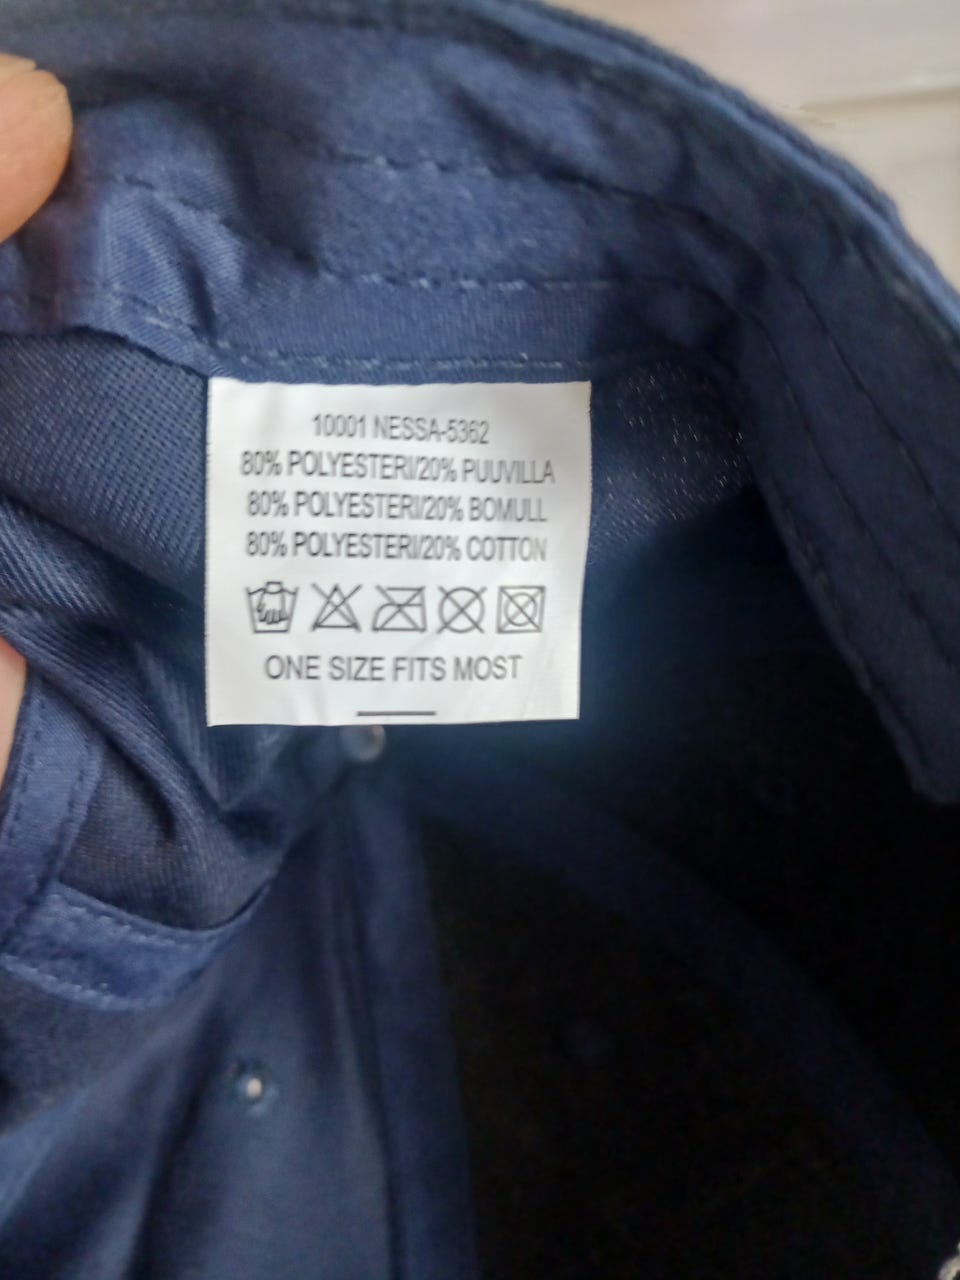 10001 NESSA-5362
80% POLYESTERI/20% PUUVILLA
80% POLYESTERI/20% BOMULL
80% POLYESTERI/20% COTTON
ONE SIZE FITS MOST